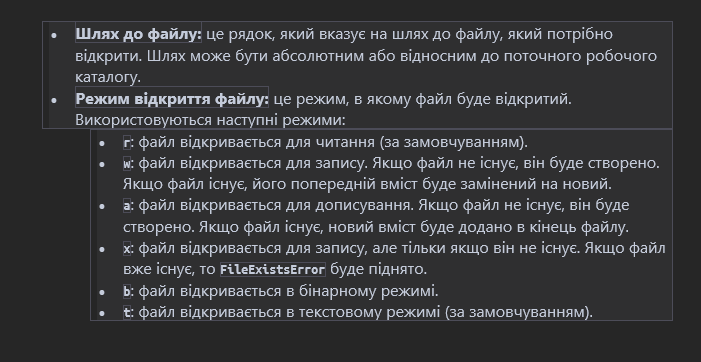 • Шлях до файлу: це рядок, який вказує на шлях до файлу, який потрібно
відкрити. Шлях може бути абсолютним або відносним до поточного робочого
каталогу.
• Режим відкриття файлу: це режим, в якому файл буде відкритий.
Використовуються наступні режими:
• r: файл відкривається для читання (за замовчуванням).
• w: файл відкривається для запису. Якщо файл не існує, він буде створено.
Якщо файл існує, його попередній вміст буде замінений на новий.
• a: файл відкривається для дописування. Якщо файл не існує, він буде
створено. Якщо файл існує, новий вміст буде додано в кінець файлу.
• x: файл відкривається для запису, але тільки якщо він не існує. Якщо файл
вже існує, то FileExistsError буде піднято.
• b: файл відкривається в бінарному режимі.
• t: файл відкривається в текстовому режимі (за замовчуванням).